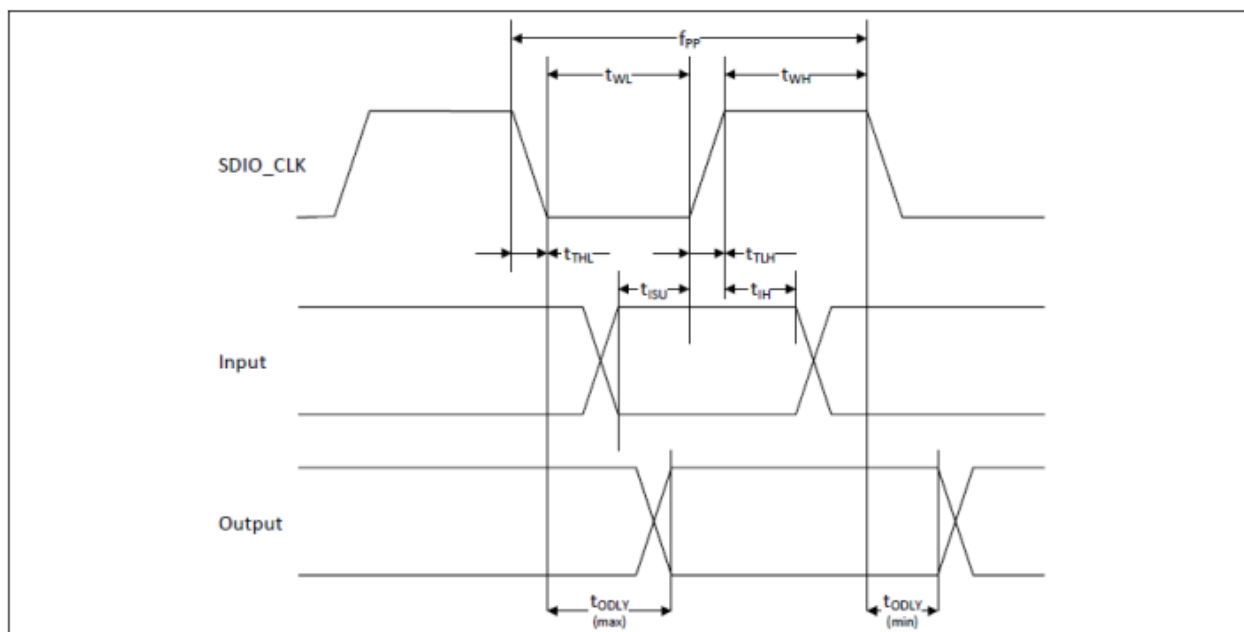 fPP
tWL
tWH
SDIO_CLK
tTHL
tTLH
tISU
tIH
Input
Output
tODLY
(max)
tODLY
(min)